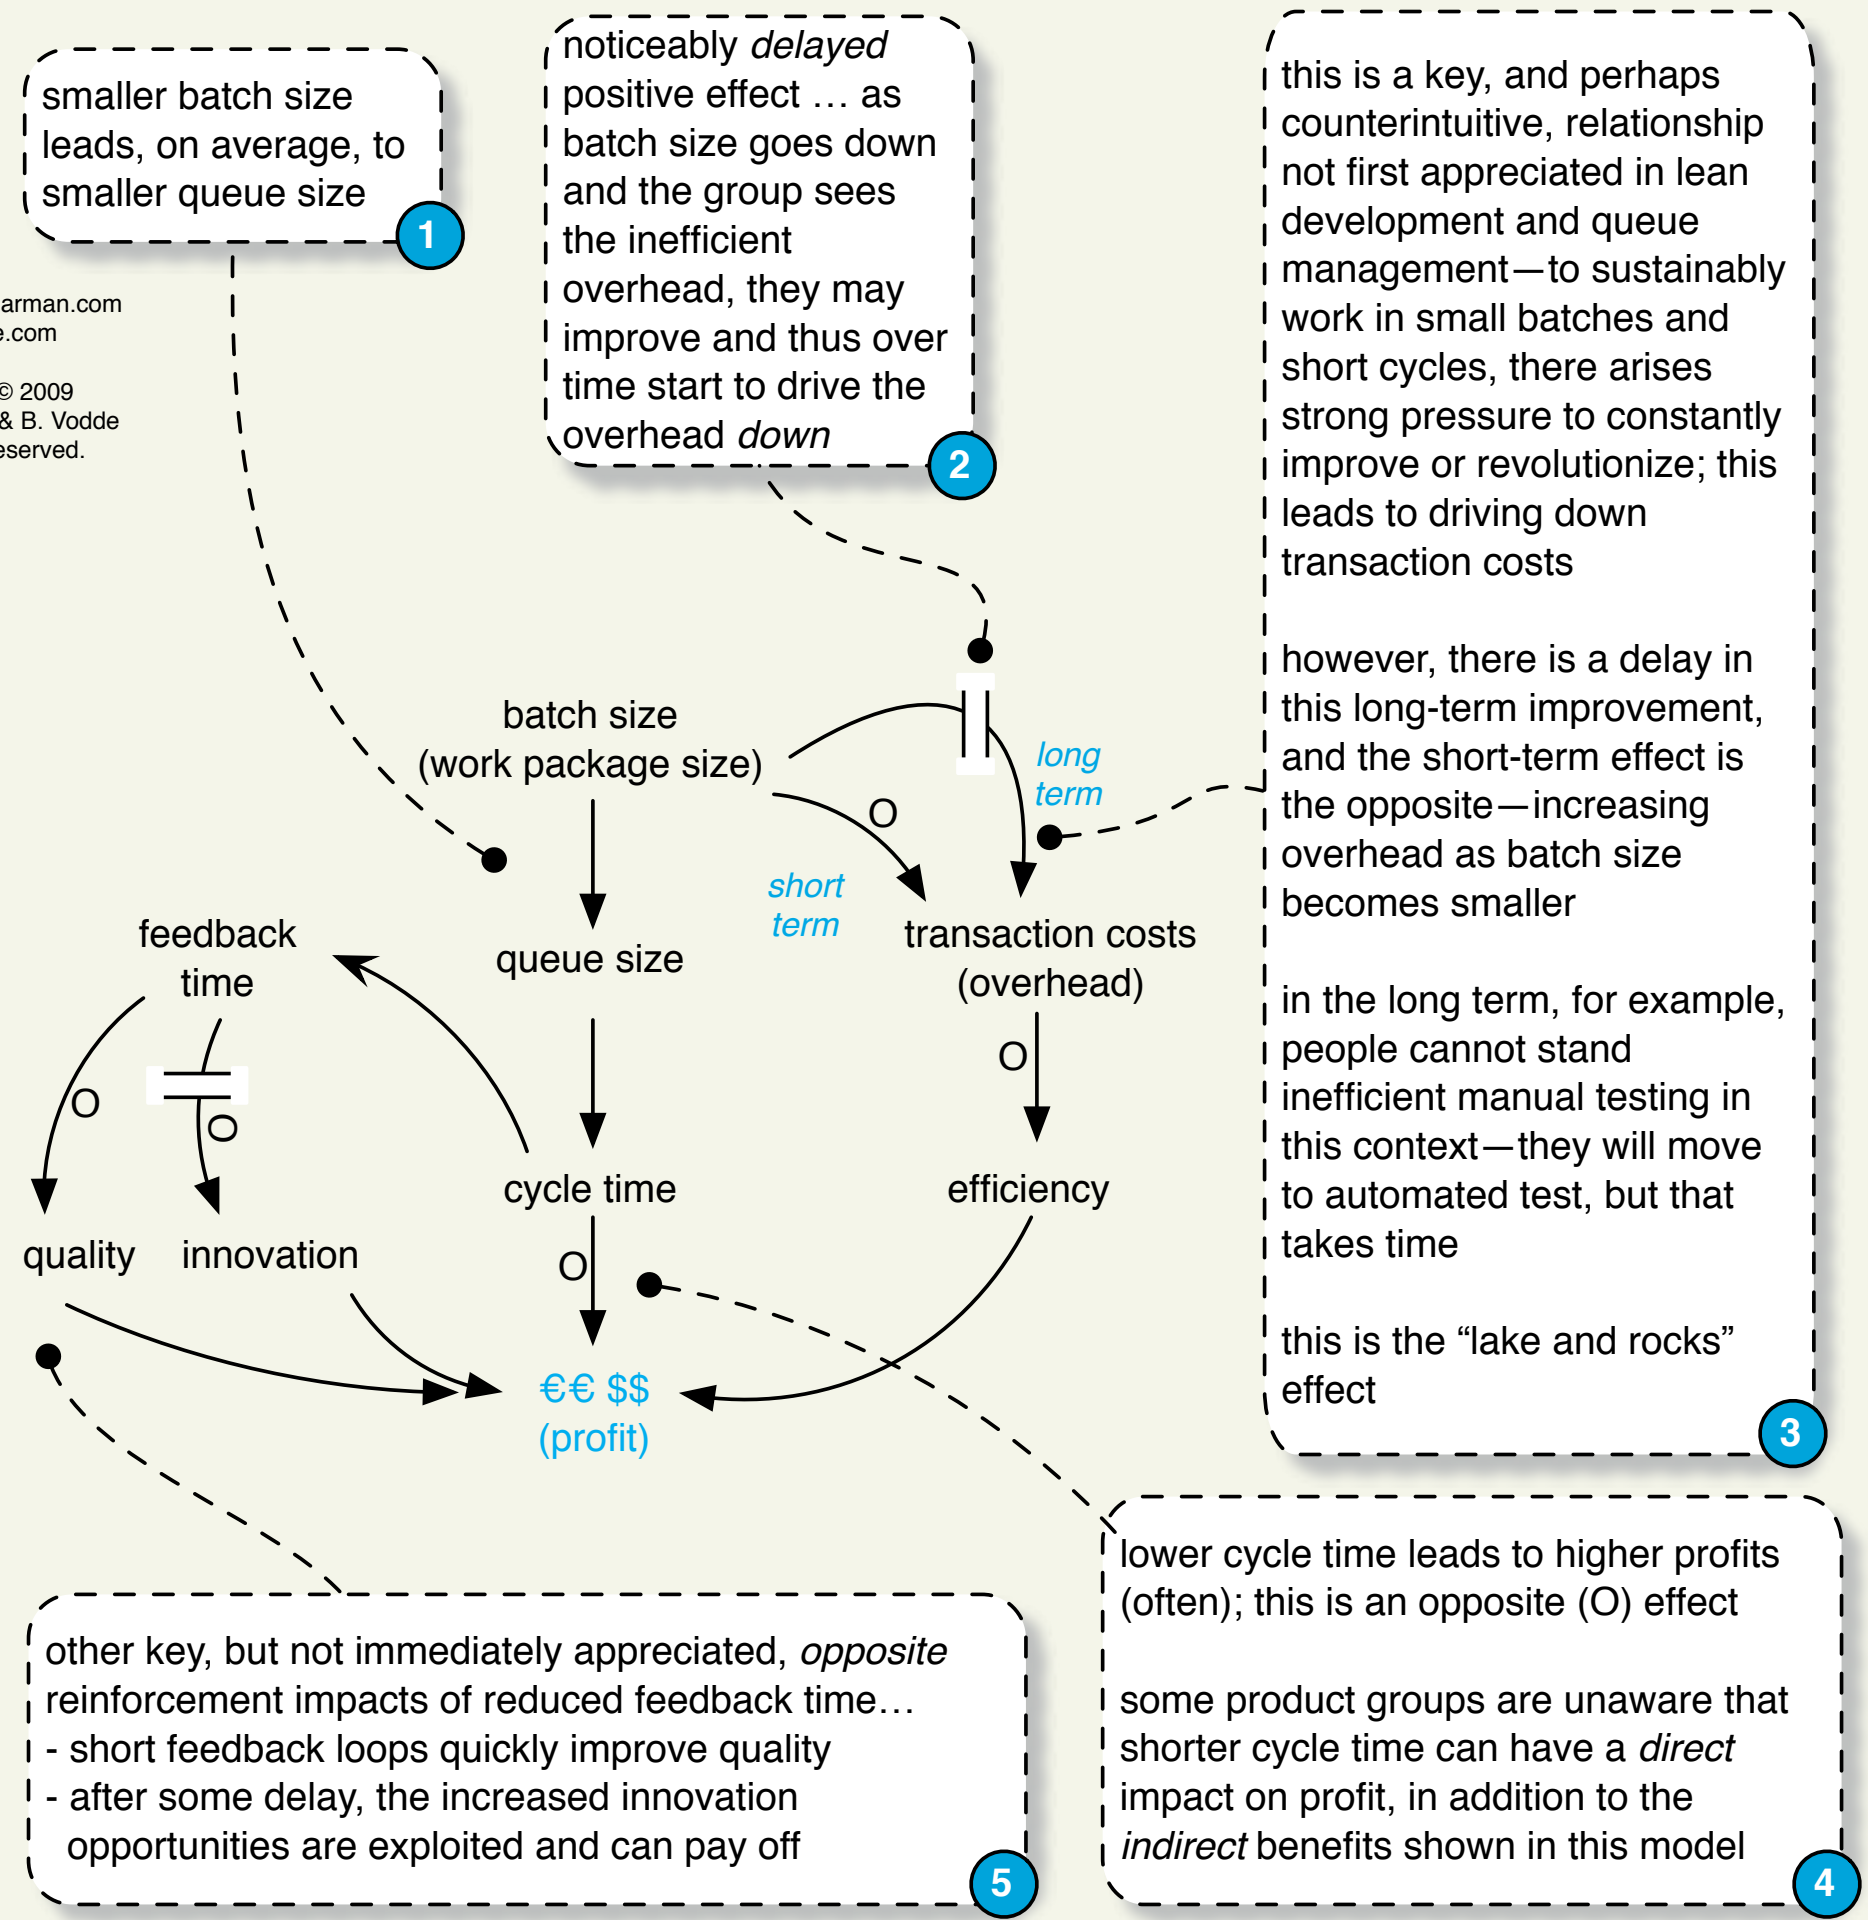 smaller batch size
leads, on average, to
smaller queue size
1
arman.com
e.com
© 2009
& B. Vodde
eserved.
noticeably delayed
positive effect … as
batch size goes down
and the group sees
the inefficient
overhead, they may
improve and thus over
time start to drive the
overhead down
2
this is a key, and perhaps
counterintuitive, relationship
not first appreciated in lean
development and queue
management—to sustainably
work in small batches and
short cycles, there arises
strong pressure to constantly
improve or revolutionize; this
leads to driving down
transaction costs
however, there is a delay in
this long-term improvement,
and the short-term effect is
the opposite—increasing
overhead as batch size
becomes smaller
in the long term, for example,
people cannot stand
inefficient manual testing in
this context—they will move
to automated test, but that
takes time
this is the “lake and rocks”
effect
3
batch size
(work package size)
long
term
O
short
term
feedback
time
queue size
transaction costs
(overhead)
O
O
O
cycle time
efficiency
quality
innovation
O
€€ $$
(profit)
lower cycle time leads to higher profits
(often); this is an opposite (O) effect
some product groups are unaware that
shorter cycle time can have a direct
impact on profit, in addition to the
indirect benefits shown in this model
4
other key, but not immediately appreciated, opposite
reinforcement impacts of reduced feedback time…
- short feedback loops quickly improve quality
- after some delay, the increased innovation
opportunities are exploited and can pay off
5